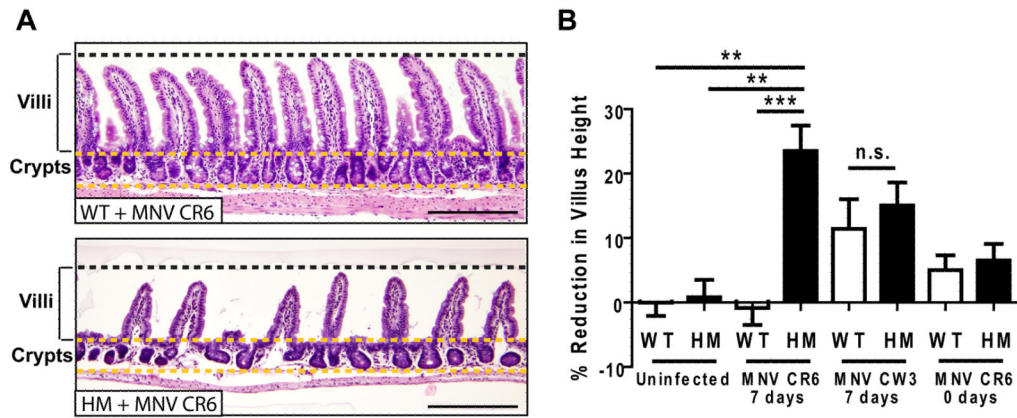 A
Villi
Crypts
WT + MNV CR6
Villi
Crypts
HM + MNV CR6
B
% Reduction in Villus Height
30
20
10
0
-10
**
**
***
n.s.
WT HM WT HM WT HM WT HM
Uninfected MNV CR6 MNV CW3 MNV CR6
7 days 7 days 0 days